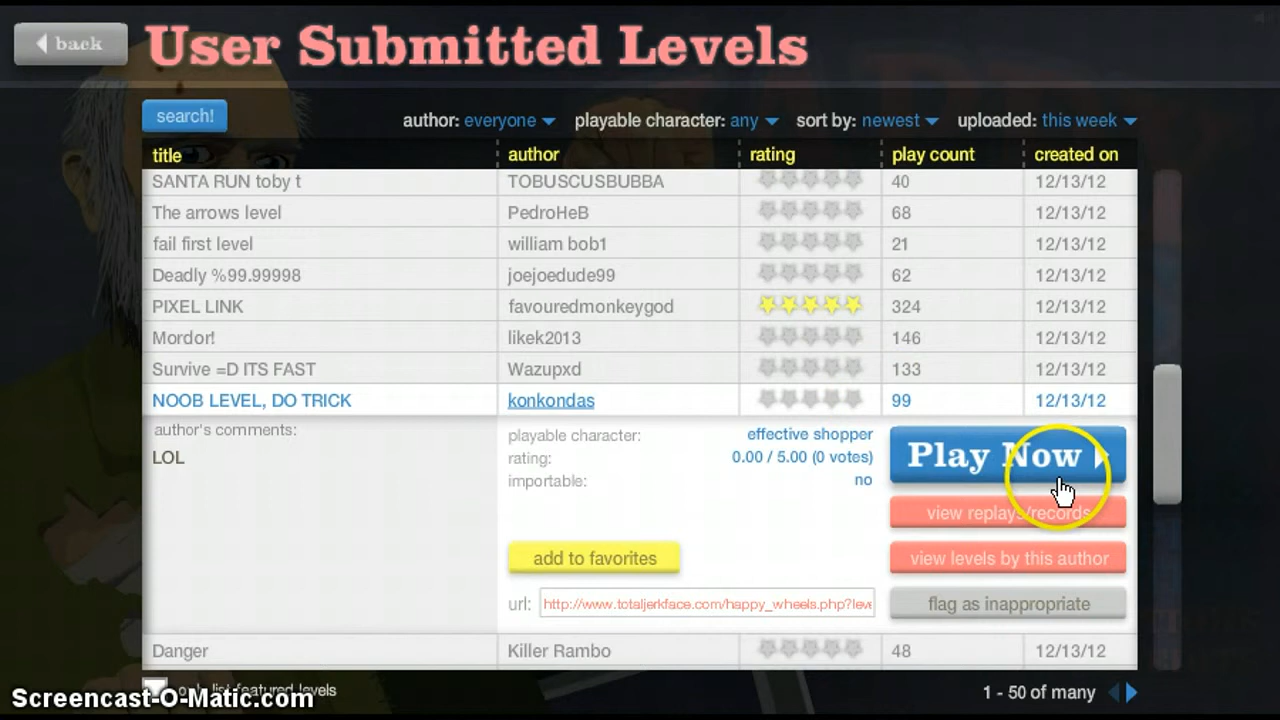 back
User Submitted Levels
search!
author: everyone playable character: any sort by: newest uploaded: this week
title author rating play count created on
SANTA RUN toby t TOBUSCUSBUBBA 40 12/13/12
The arrows level PedroHeB 68 12/13/12
fail first level william bob1 21 12/13/12
Deadly %99.99998 joejoedude99 62 12/13/12
PIXEL LINK favouredmonkeygod 324 12/13/12
Mordor! likek2013 146 12/13/12
Survive =D ITS FAST Wazupxd 133 12/13/12
NOOB LEVEL, DO TRICK konkondas 99 12/13/12
author's comments:
LOL
playable character: effective shopper
rating: 0.00 / 5.00 (0 votes)
importable: no
Play Now
view replays/records
add to favorites
view levels by this author
url: http://www.totaljerkface.com/happy_wheels.php?leve
flag as inappropriate
Danger Killer Rambo 48 12/13/12
only list featured levels
1 - 50 of many
Screencast-O-Matic.com